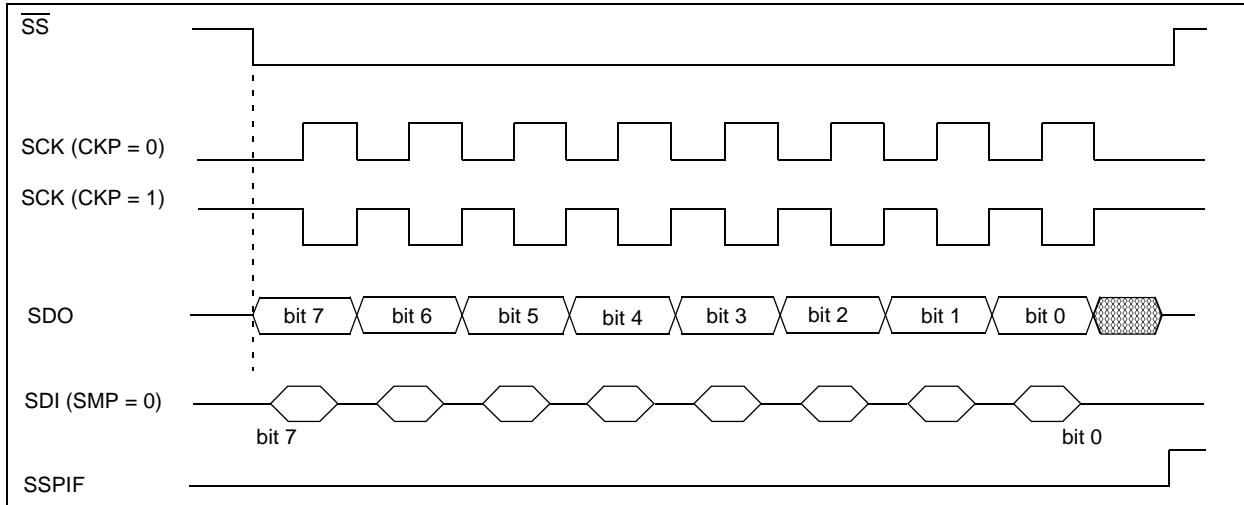 S̅S̅
SCK (CKP = 0)
SCK (CKP = 1)
SDO
bit 7 bit 6 bit 5 bit 4 bit 3 bit 2 bit 1 bit 0
SDI (SMP = 0)
bit 7 bit 0
SSPIF